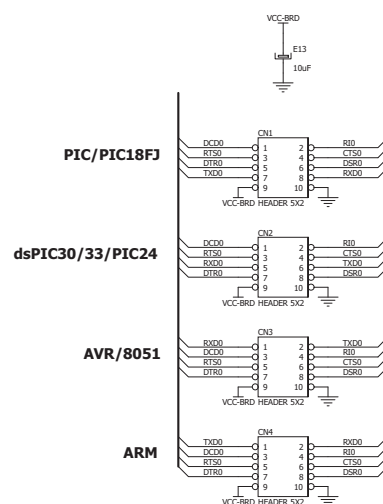 VCC-BRD
E13
10uF
PIC/PIC18FJ
CN1
DCD0 1 2 RI0
RTS0 3 4 CTS0
DTR0 5 6 DSR0
TXD0 7 8 RXD0
9 10
VCC-BRD HEADER 5X2
dsPIC30/33/PIC24
CN2
DCD0 1 2 RI0
RTS0 3 4 CTS0
RXD0 5 6 TXD0
DTR0 7 8 DSR0
9 10
VCC-BRD HEADER 5X2
AVR/8051
CN3
RXD0 1 2 TXD0
DCD0 3 4 RI0
RTS0 5 6 CTS0
DTR0 7 8 DSR0
9 10
VCC-BRD HEADER 5X2
ARM
CN4
TXD0 1 2 RXD0
DCD0 3 4 RI0
RTS0 5 6 CTS0
DTR0 7 8 DSR0
9 10
VCC-BRD HEADER 5X2